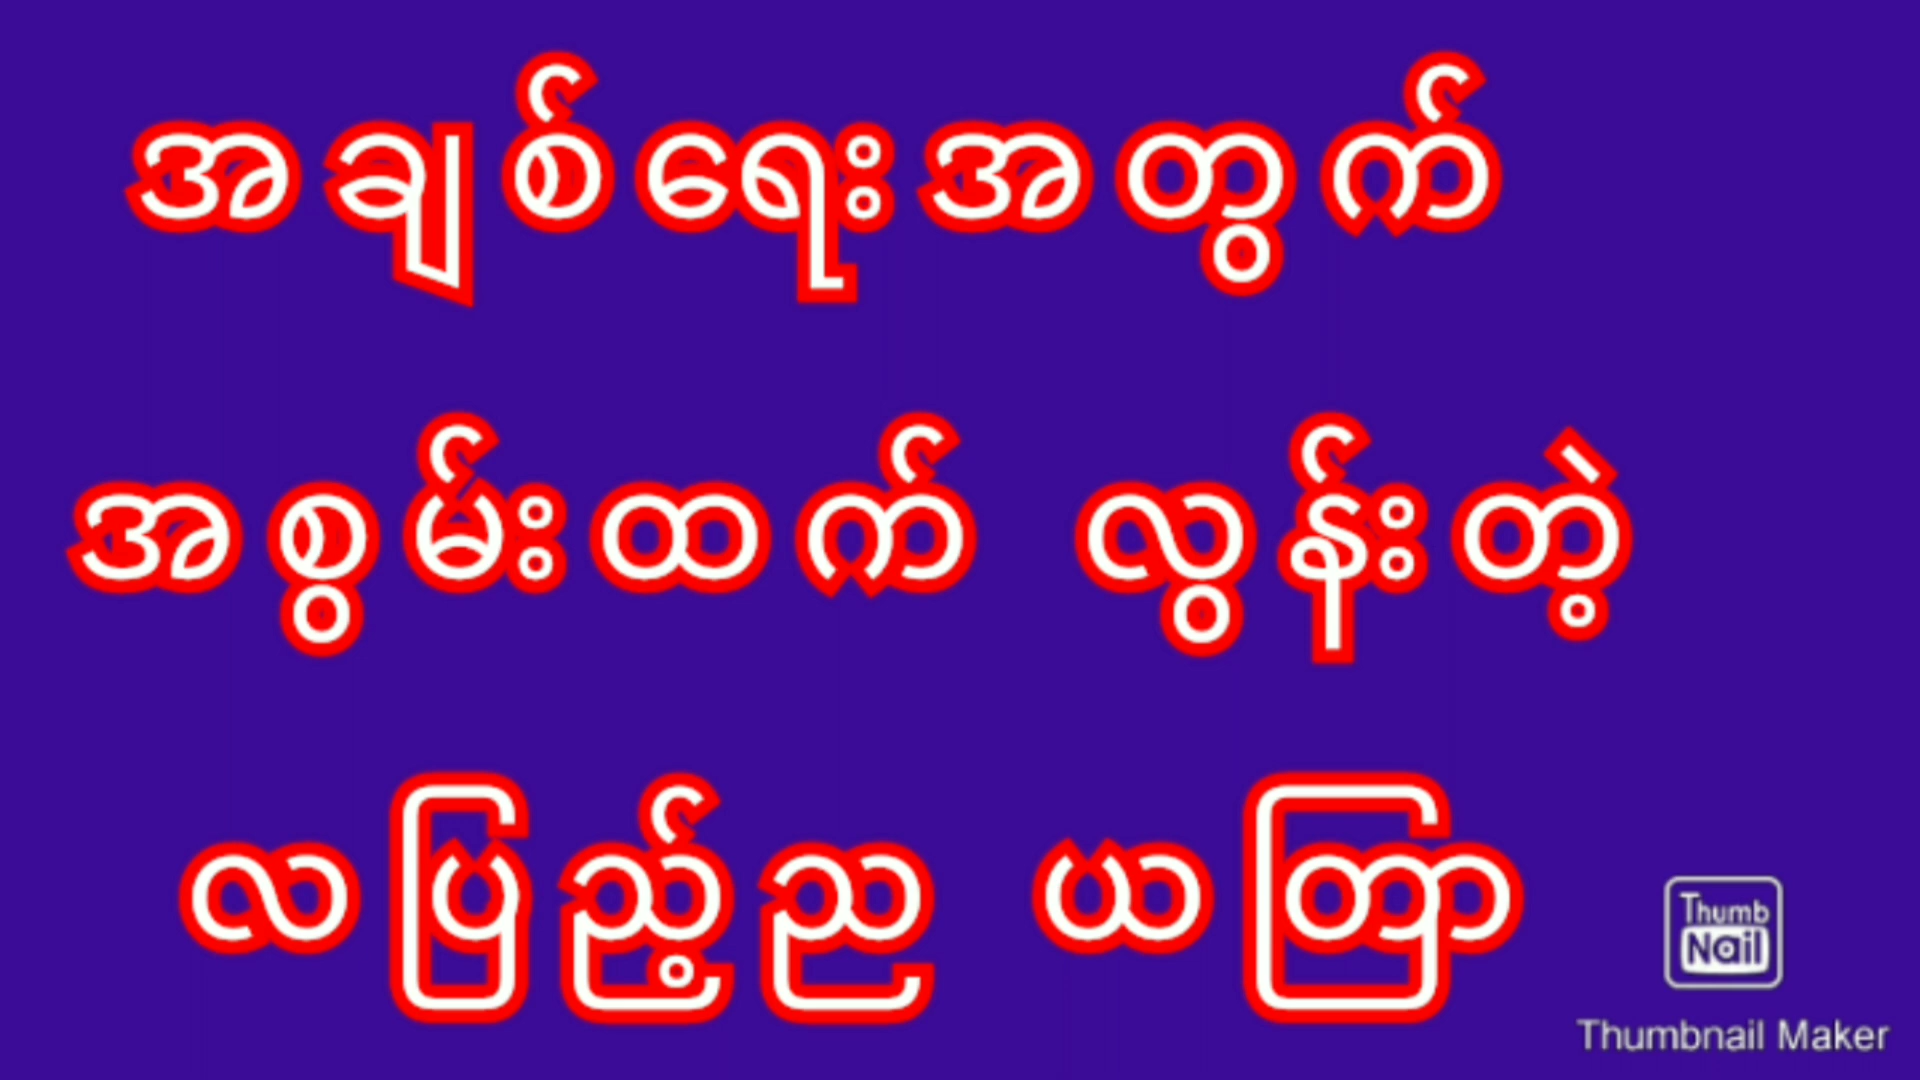 အချစ်ရေးအတွက်
အစွမ်းထက် လွန်းတဲ့
လပြည့်ည ယတြာ
Thumb
Nail
Thumbnail Maker